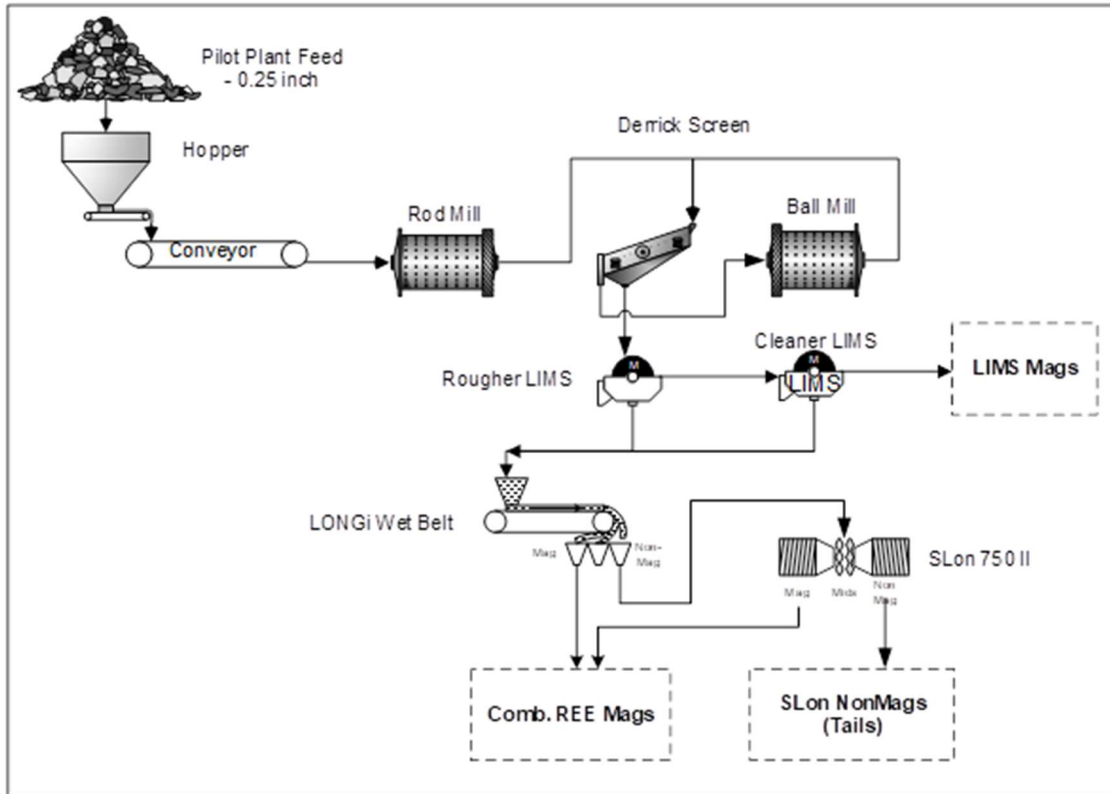 Pilot Plant Feed
- 0.25 inch
Hopper
Conveyor
Rod Mill
Derrick Screen
Ball Mill
Rougher LIMS
M
Cleaner LIMS
M
LIMS
LIMS Mags
LONGi Wet Belt
Mag
Non-
Mag
SLon 750 II
Mag
Mids
Non
Mag
Comb. REE Mags
SLon NonMags
(Tails)